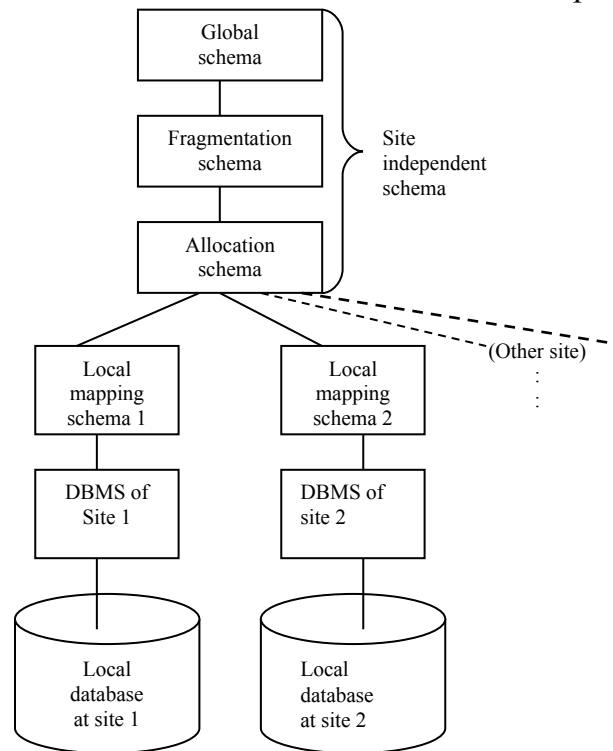 Global
schema
Fragmentation
schema
Site
independent
schema
Allocation
schema
(Other site)
:
:
Local
mapping
schema 1
Local
mapping
schema 2
DBMS of
Site 1
DBMS of
site 2
Local
database
at site 1
Local
database
at site 2